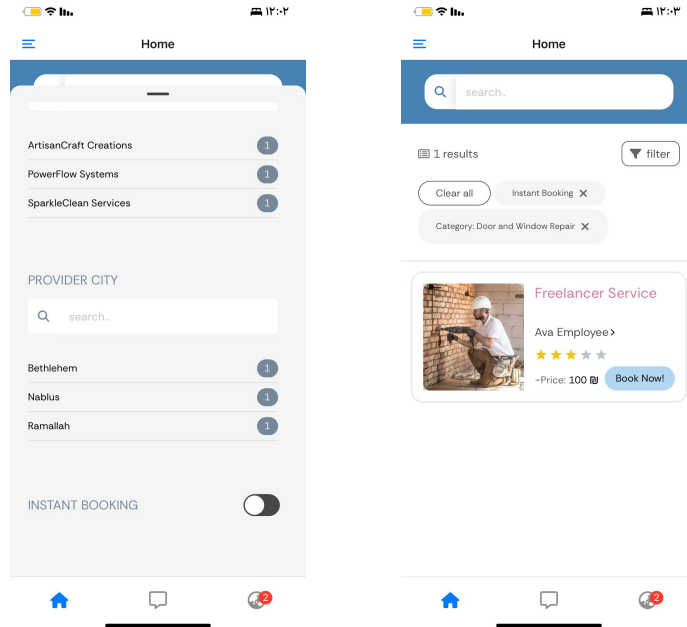 ١٢:٠٢
Home
ArtisanCraft Creations 1
PowerFlow Systems 1
SparkleClean Services 1
PROVIDER CITY
search..
Bethlehem 1
Nablus 1
Ramallah 1
INSTANT BOOKING
2
١٢:٠٣
Home
search..
1 results
filter
Clear all
Instant Booking ✕
Category: Door and Window Repair ✕
Freelancer Service
Ava Employee >
~Price: 100 ₪ Book Now!
2